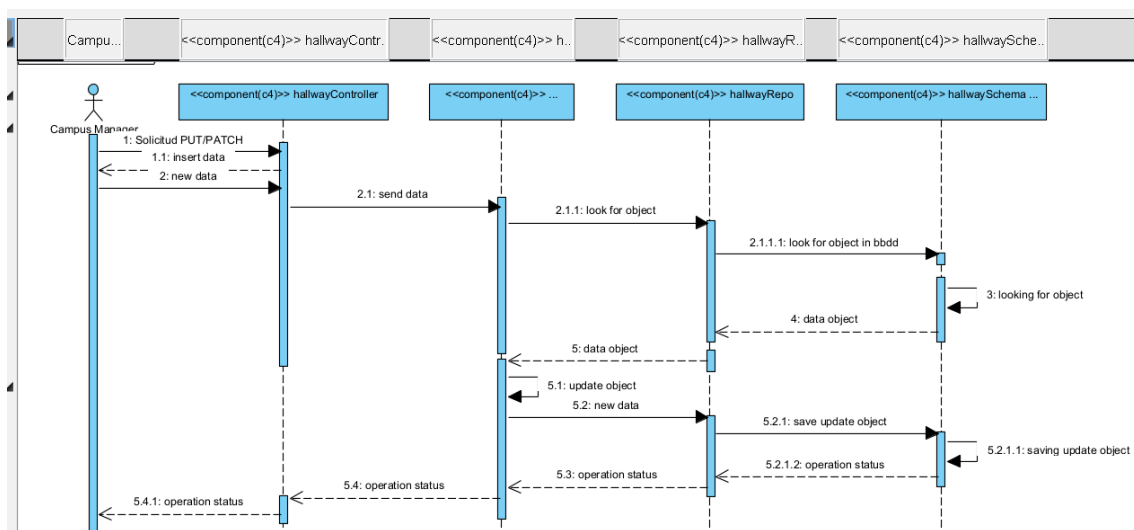 Campu...
<<component(c4)>> hallwayContr.
<<component(c4)>> h..
<<component(c4)>> hallwayR..
<<component(c4)>> hallwaySche..
<<component(c4)>> hallwayController
<<component(c4)>> ...
<<component(c4)>> hallwayRepo
<<component(c4)>> hallwaySchema ...
Campus Manager
1: Solicitud PUT/PATCH
1.1: insert data
2: new data
2.1: send data
2.1.1: look for object
2.1.1.1: look for object in bbdd
3: looking for object
4: data object
5: data object
5.1: update object
5.2: new data
5.2.1: save update object
5.2.1.1: saving update object
5.2.1.2: operation status
5.3: operation status
5.4: operation status
5.4.1: operation status